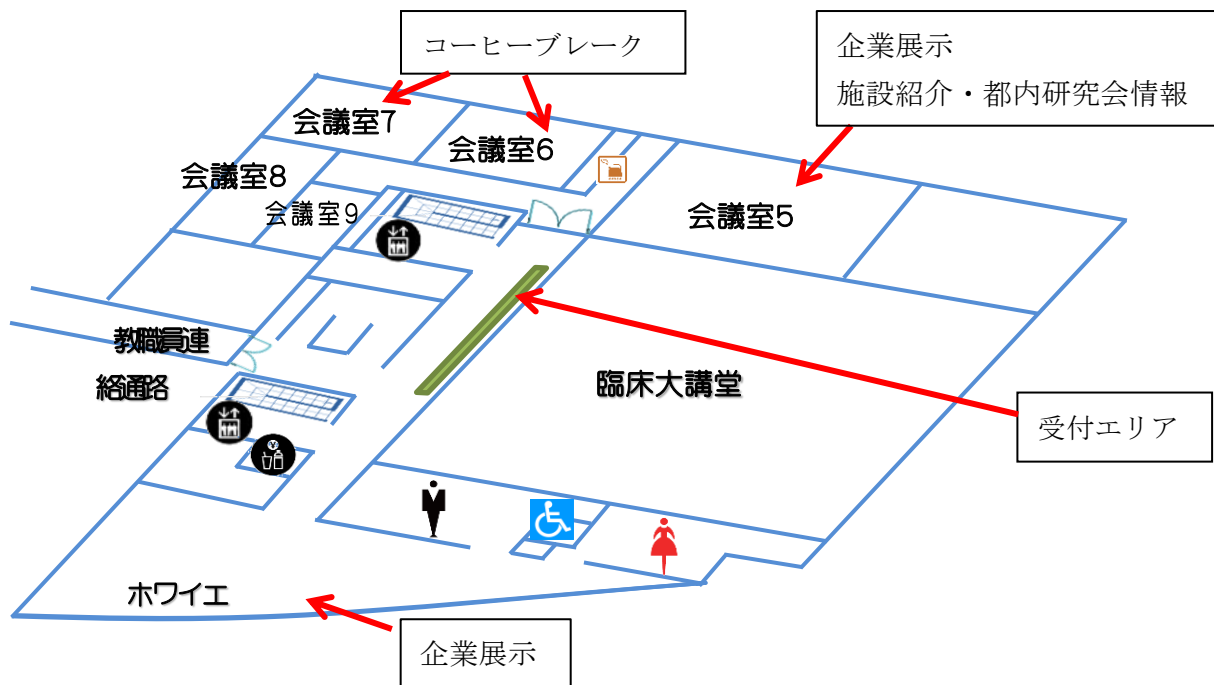 コーヒーブレーク
企業展示
施設紹介・都内研究会情報
会議室7
会議室6
会議室8
会議室9
会議室5
教職員連
絡通路
臨床大講堂
受付エリア
ホワイエ
企業展示